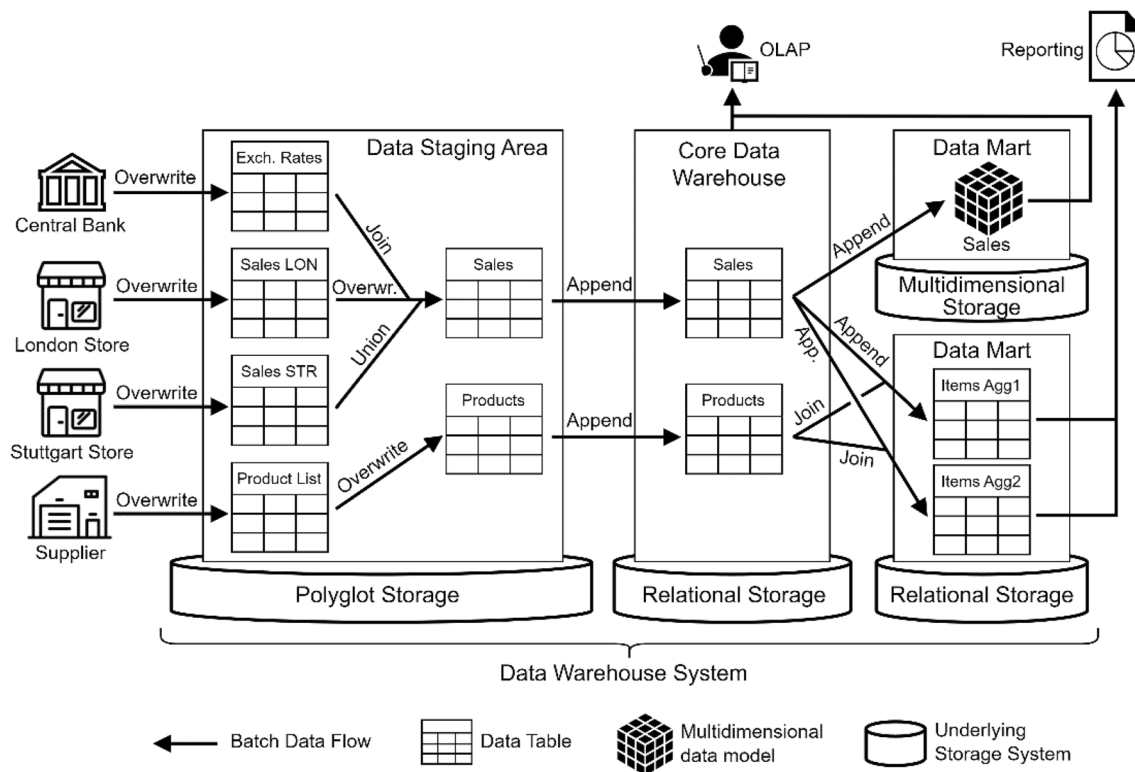 OLAP
Reporting
Data Staging Area
Core Data
Warehouse
Data Mart
Central Bank
Overwrite
Exch. Rates
Join
Sales
Append
Sales
Append
Sales
Multidimensional
Storage
London Store
Overwrite
Sales LON
Overwr.
Union
Stuttgart Store
Overwrite
Sales STR
Products
Append
Products
App.
Append
Join
Join
Data Mart
Items Agg1
Items Agg2
Supplier
Overwrite
Product List
Overwrite
Polyglot Storage
Relational Storage
Relational Storage
Data Warehouse System
Batch Data Flow
Data Table
Multidimensional
data model
Underlying
Storage System